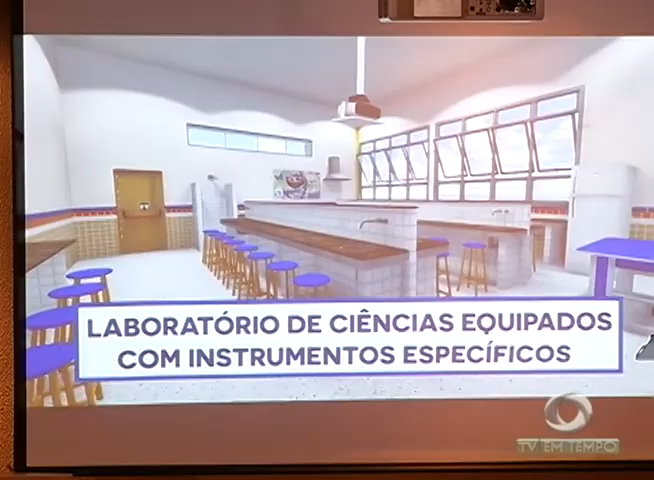 LABORATÓRIO DE CIÊNCIAS EQUIPADOS
COM INSTRUMENTOS ESPECÍFICOS
TV EM TEMPO